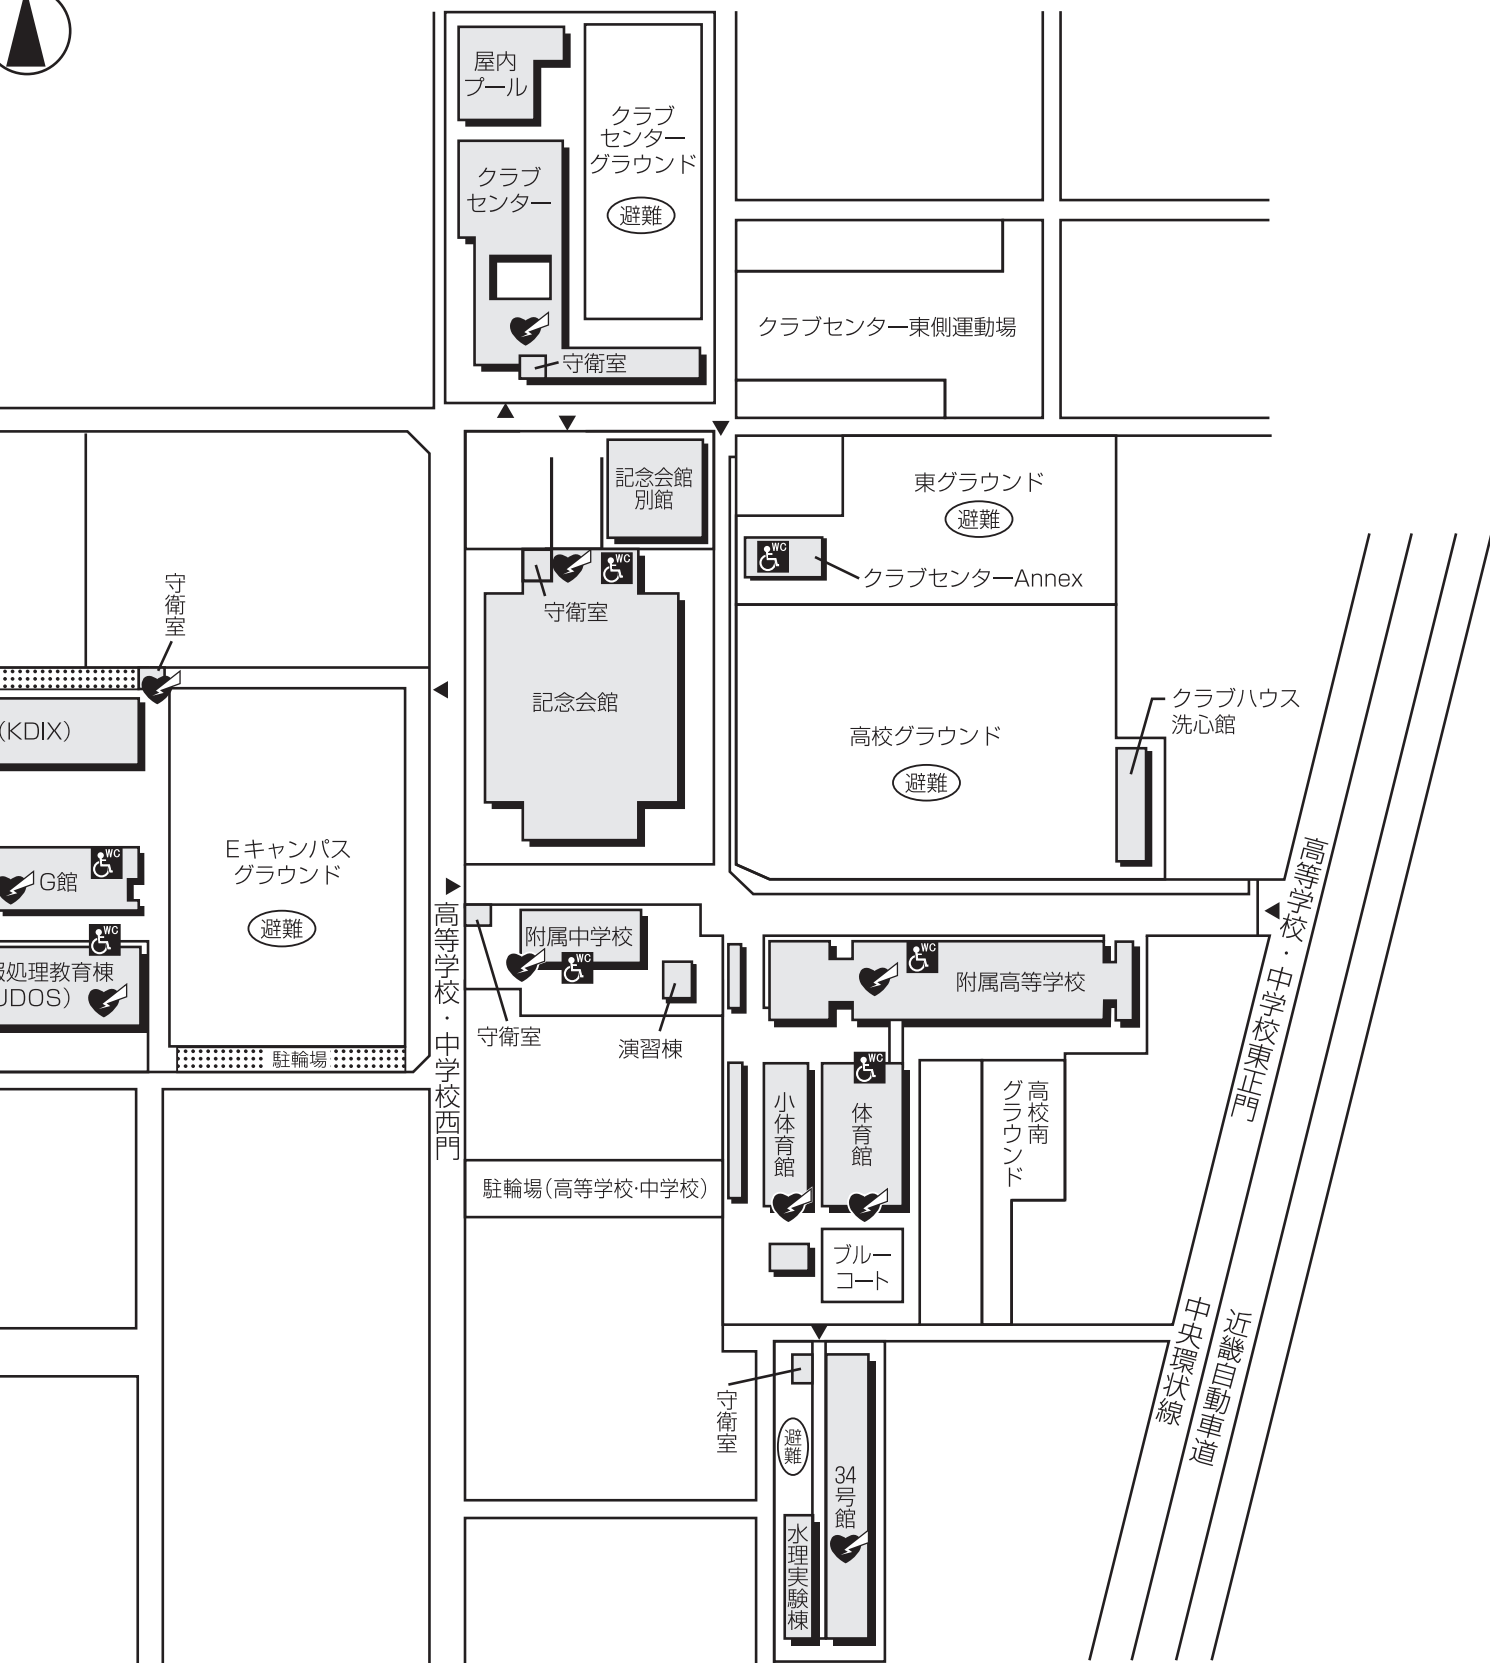 屋内
プール
クラブ
センター
グラウンド
避難
クラブ
センター
守衛室
クラブセンター東側運動場
記念会館
別館
東グラウンド
避難
WC
クラブセンターAnnex
WC
守衛室
守衛室
記念会館
(KDIX)
クラブハウス
洗心館
高校グラウンド
避難
Eキャンパス
グラウンド
避難
WC
G館
WC
処理教育棟
UDOS)
駐輪場
高等学校・中学校西門
附属中学校
WC
守衛室
演習棟
WC
附属高等学校
高等学校・中学校東正門
WC
小体育館
体育館
高校南
グラウンド
駐輪場(高等学校・中学校)
ブルー
コート
中央環状線
近畿自動車道
守衛室
避難
34号館
水理実験棟